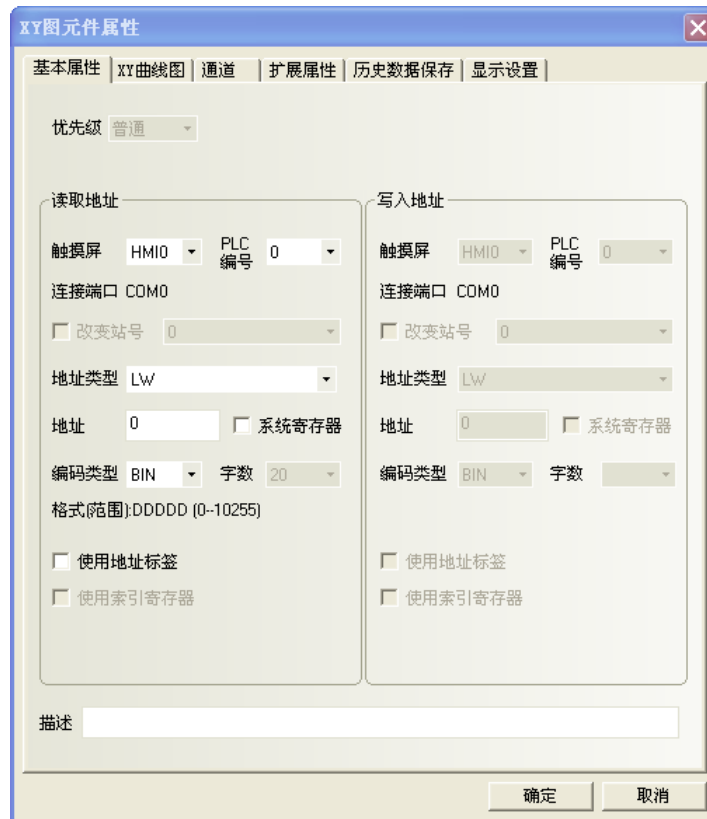 XY图元件属性
基本属性 XY曲线图 通道 扩展属性 历史数据保存 显示设置
优先级 普通
读取地址
触摸屏 HMI0 PLC编号 0
连接端口 COM0
改变站号 0
地址类型 LW
地址 0 系统寄存器
编码类型 BIN 字数 20
格式(范围):DDDDD (0--10255)
使用地址标签
使用索引寄存器
写入地址
触摸屏 HMI0 PLC编号 0
连接端口 COM0
改变站号 0
地址类型 LW
地址 0 系统寄存器
编码类型 BIN 字数
使用地址标签
使用索引寄存器
描述
确定 取消